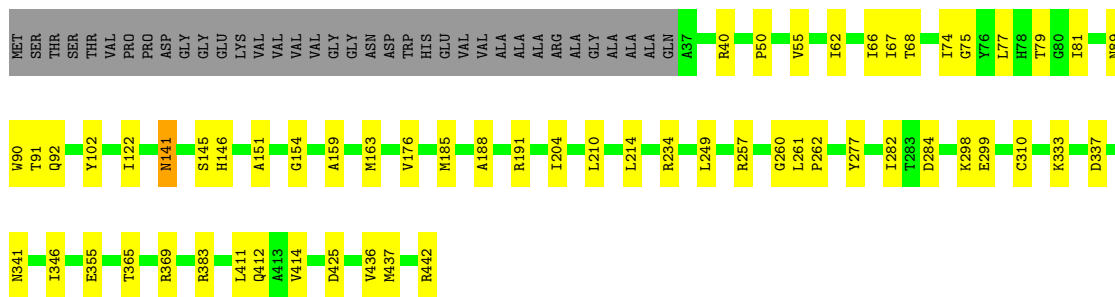 MET SER THR SER SER THR VAL PRO PRO ASP GLY GLY GLU LYS VAL VAL VAL VAL GLY GLY ASN ASP TRP HIS GLU VAL VAL ALA ALA ALA ARG ALA GLY ALA ALA ALA ALA GLN A37 R40 P50 V55 I62 I66 I67 T68 I74 G75 Y76 L77 H78 T79 G80 I81 N89
W90 T91 Q92 Y102 I122 N141 S145 H146 A151 G154 A159 M163 V176 M185 A188 R191 I204 L210 L214 R234 L249 R257 G260 L261 P262 Y277 I282 T283 D284 K298 E299 C310 K333 D337
N341 I346 E355 T365 R369 R383 L411 Q412 A413 V414 D425 V436 M437 R442